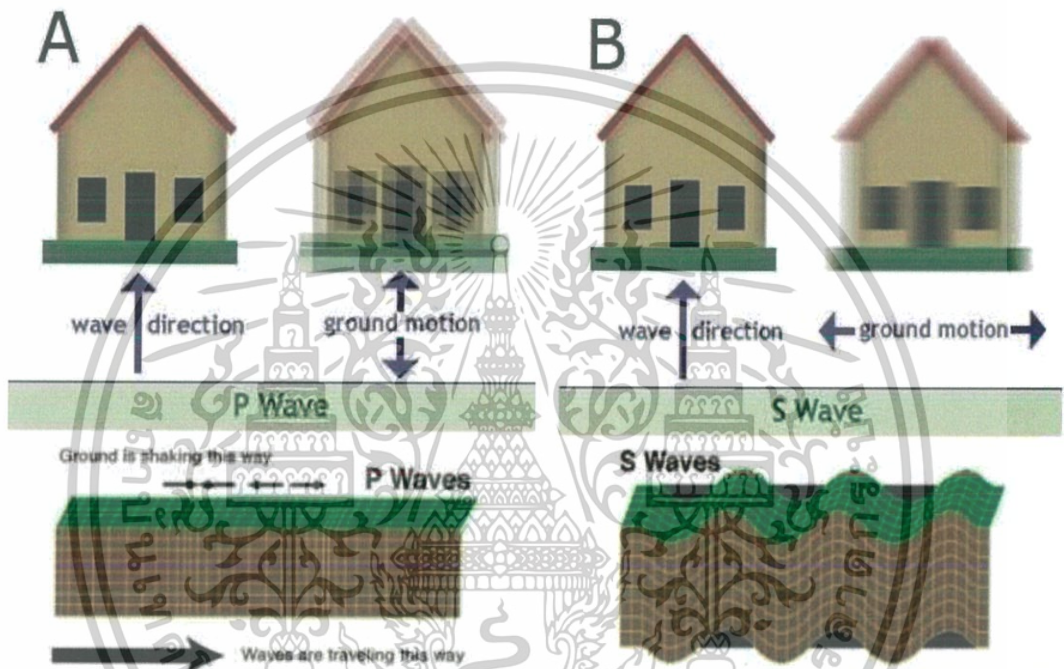 A
B
wave direction
ground motion
wave direction
ground motion
P Wave
S Wave
Ground is shaking this way
P Waves
S Waves
Waves are traveling this way